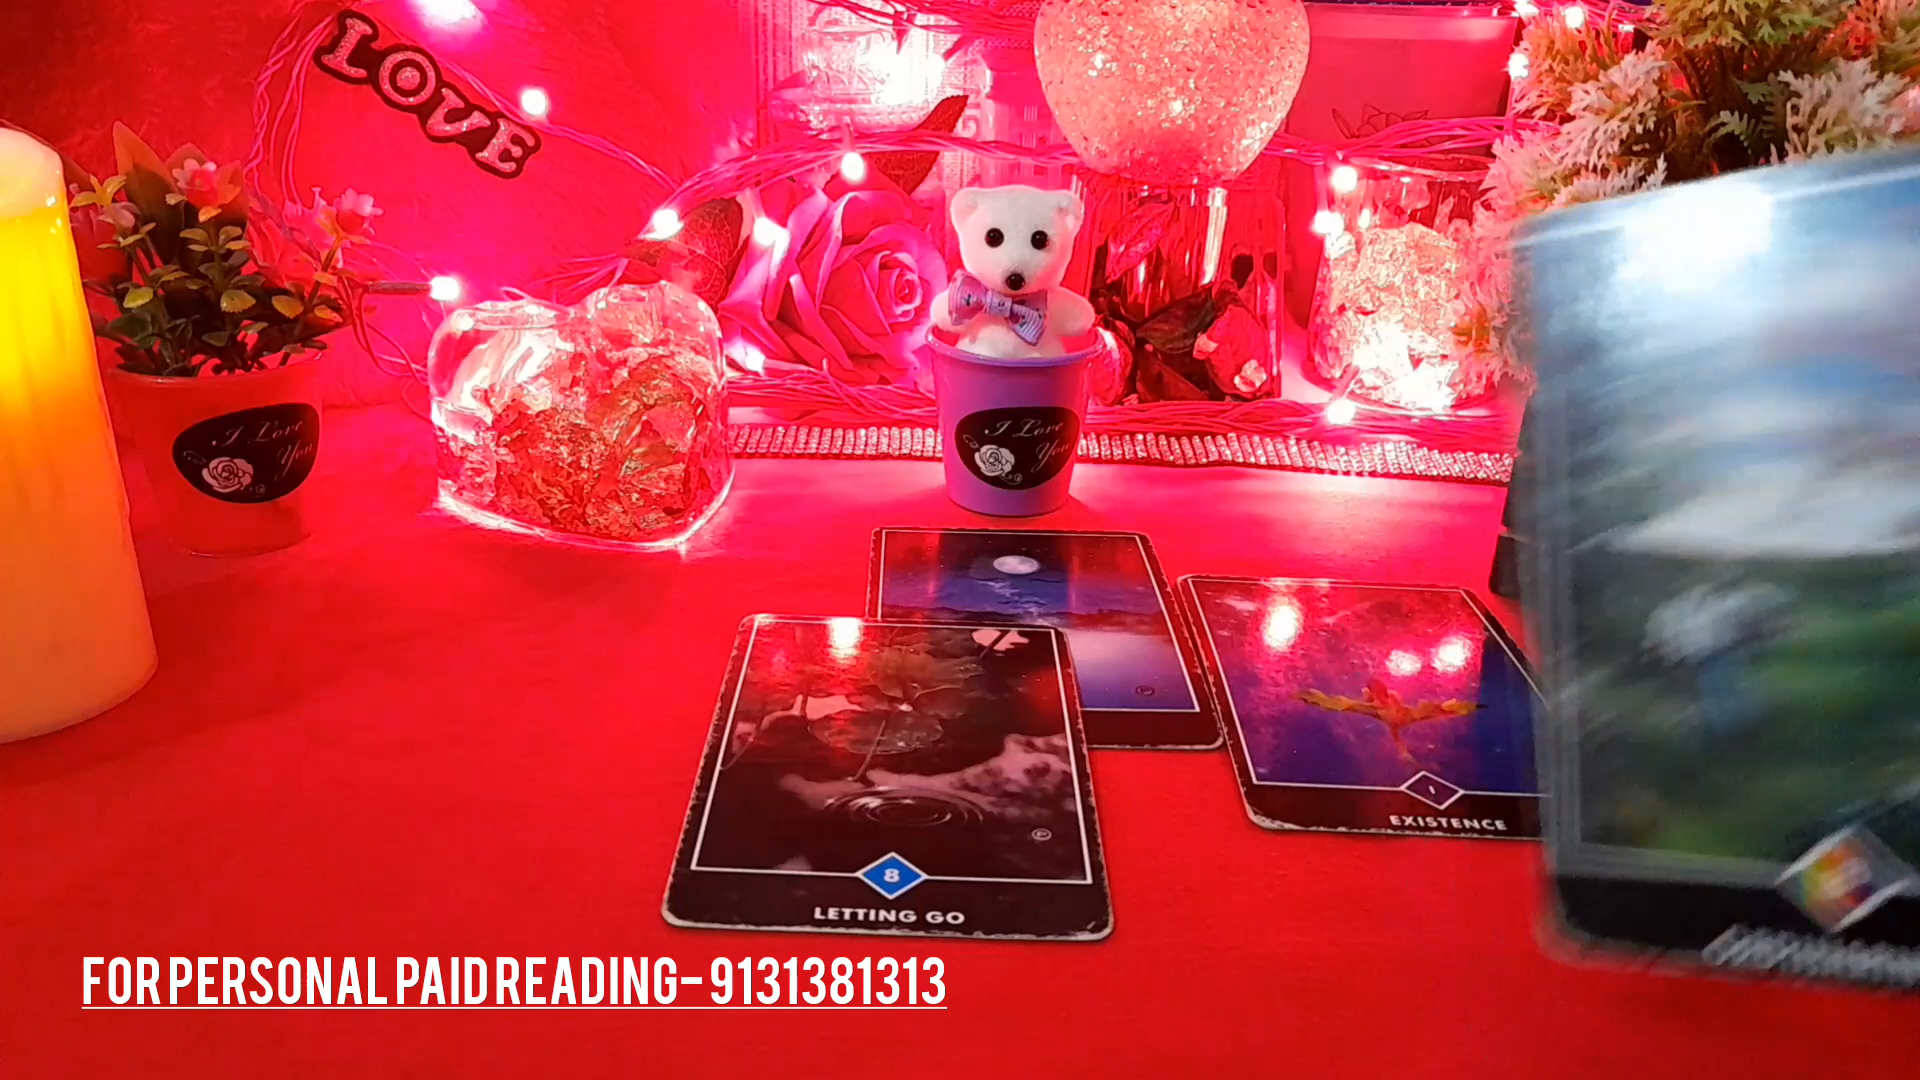 LOVE
I Love
You
I Love
You
EXISTENCE
8
LETTING GO
FOR PERSONAL PAID READING- 9131381313